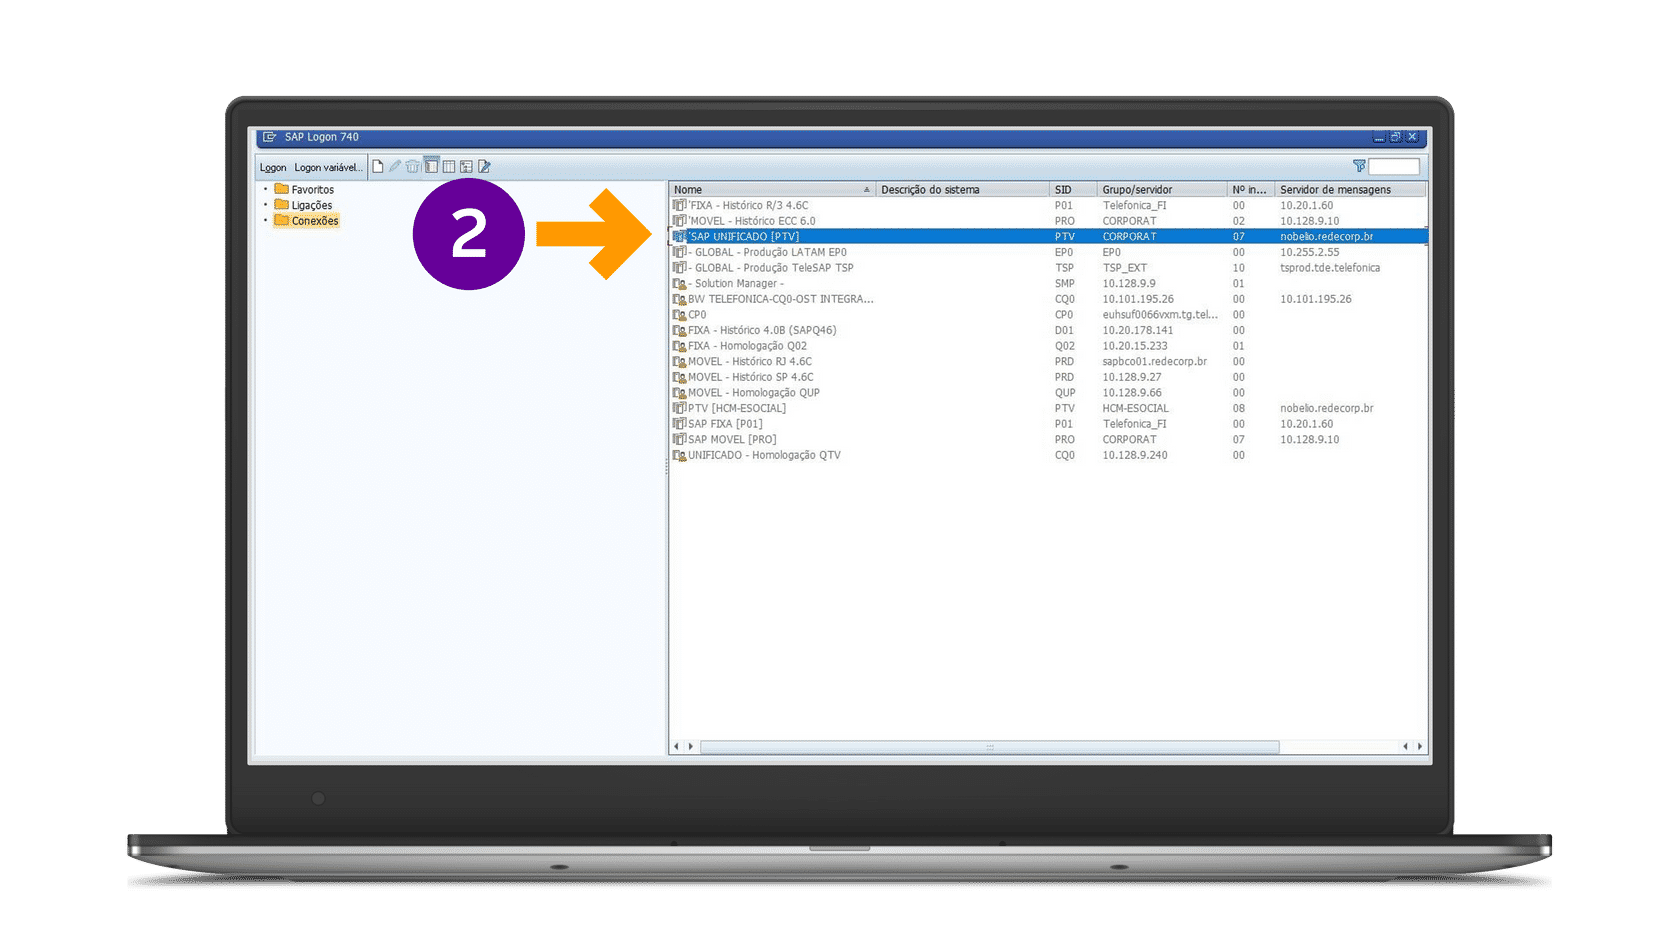 SAP Logon 740
Logon Logon variável...
Favoritos
Ligações
Conexões
2
Nome Descrição do sistema SID Grupo/servidor Nº in... Servidor de mensagens
'FIXA - Histórico R/3 4.6C P01 Telefonica_FI 00 10.20.1.60
'MOVEL - Histórico ECC 6.0 PRO CORPORAT 02 10.128.9.10
'SAP UNIFICADO [PTV] PTV CORPORAT 07 nobelio.redecorp.br
- GLOBAL - Produção LATAM EP0 EP0 EP0 00 10.255.2.55
- GLOBAL - Produção TeleSAP TSP TSP TSP_EXT 10 tsprod.tde.telefonica
- Solution Manager - SMP 10.128.9.9 01
BW TELEFONICA-CQ0-OST INTEGRA... CQ0 10.101.195.26 00 10.101.195.26
CP0 CP0 euhsuf0066vxm.tg.tel... 00
FIXA - Histórico 4.0B (SAPQ46) D01 10.20.178.141 00
FIXA - Homologação Q02 Q02 10.20.15.233 01
MOVEL - Histórico RJ 4.6C PRD sapbco01.redecorp.br 00
MOVEL - Histórico SP 4.6C PRD 10.128.9.27 00
MOVEL - Homologação QUP QUP 10.128.9.66 00
PTV [HCM-ESOCIAL] PTV HCM-ESOCIAL 08 nobelio.redecorp.br
SAP FIXA [P01] P01 Telefonica_FI 00 10.20.1.60
SAP MOVEL [PRO] PRO CORPORAT 07 10.128.9.10
UNIFICADO - Homologação QTV CQ0 10.128.9.240 00